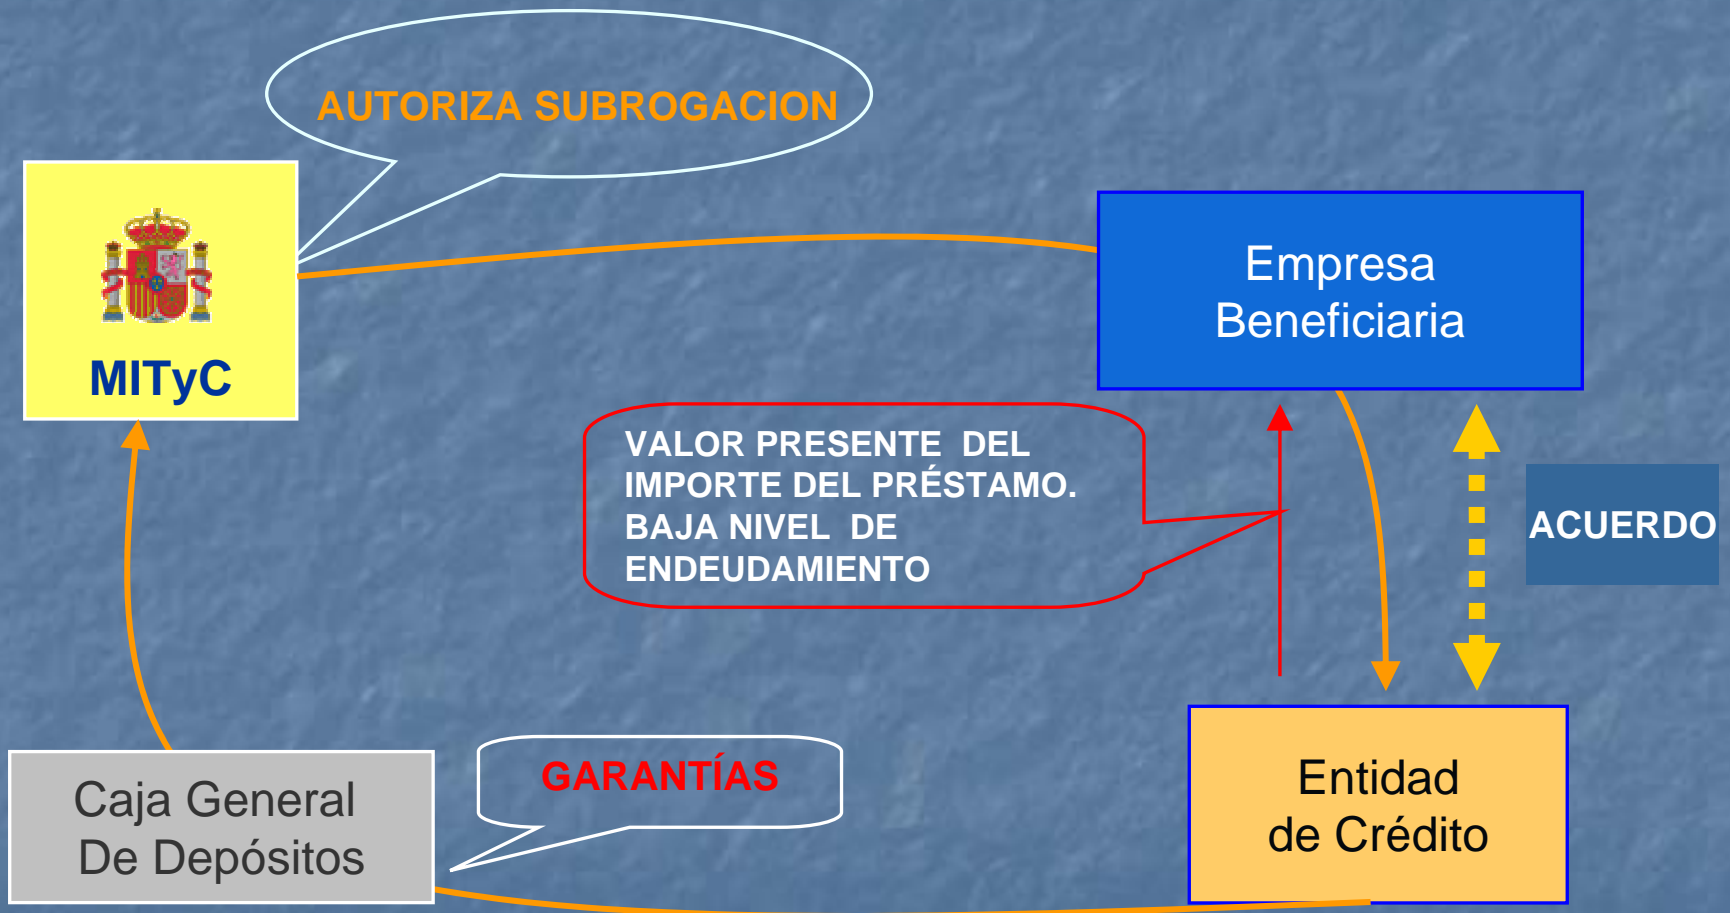 AUTORIZA SUBROGACION
MITyC
Empresa
Beneficiaria
VALOR PRESENTE DEL
IMPORTE DEL PRÉSTAMO.
BAJA NIVEL DE
ENDEUDAMIENTO
ACUERDO
Caja General
De Depósitos
GARANTÍAS
Entidad
de Crédito